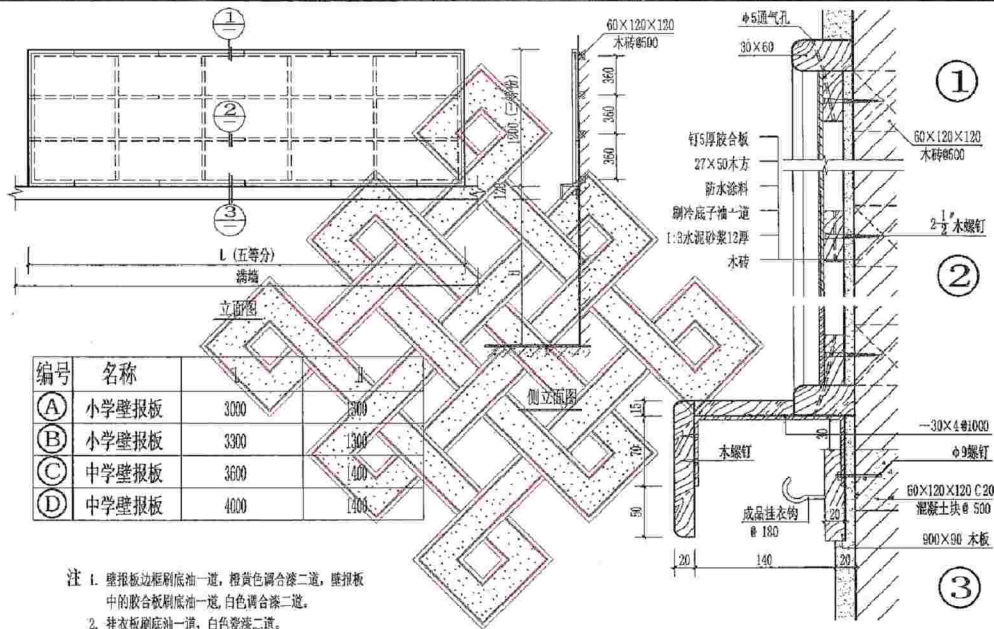 1
2
3
60×120×120
木砖@500
360
360
360
1200(三等份)
120
H
L (五等分)
满墙
立面图
侧立面图
编号 名称 L H
A 小学壁报板 3000 1300
B 小学壁报板 3300 1300
C 中学壁报板 3600 1400
D 中学壁报板 4000 1400
注 1. 壁报板边框刷底油一道, 橙黄色调合漆二道, 壁报板
中的胶合板刷底油一道, 白色调合漆二道。
2. 挂衣板刷底油一道, 白色瓷漆二道。
φ5通气孔
30×60
①
60×120×120
木砖@500
钉5厚胶合板
27×50木方
防水涂料
刷冷底子油一道
1:3水泥砂浆12厚
木砖
2-1/2"木螺钉
②
15
70
50
木螺钉
30
—30×4@1000
φ9螺钉
60×120×120 C20
混凝土块@500
成品挂衣钩
@ 180
20
900×90 木板
20
140
20
③